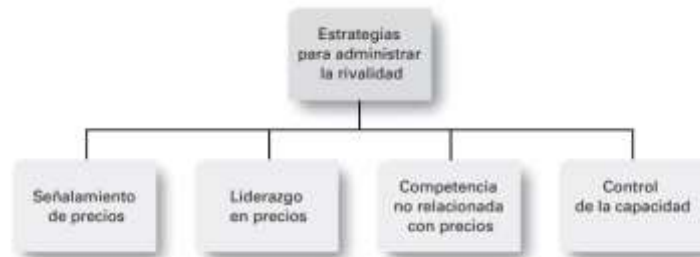 Estrategias
para administrar
la rivalidad
Señalamiento
de precios
Liderazgo
en precios
Competencia
no relacionada
con precios
Control
de la capacidad